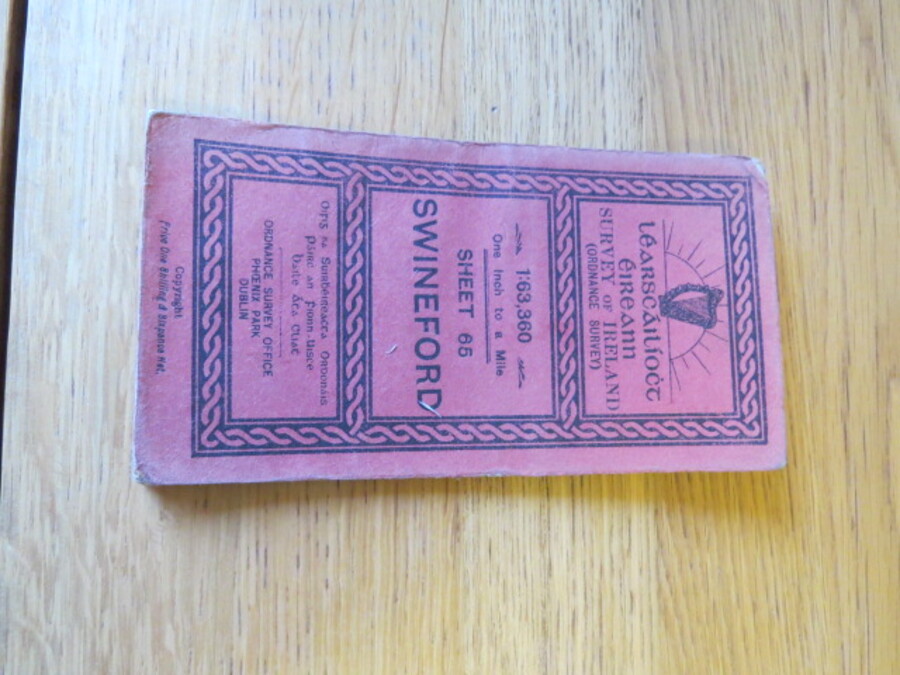 léarscáilíocht
éireann
SURVEY OF IRELAND
(ORDNANCE SURVEY)
1:63,360
One Inch to a Mile
SHEET 65
SWINEFORD
Oifig na Suirbhéireachta Ordonáis
Páirc an Fionn-Uisce
Baile Átha Cliath
ORDNANCE SURVEY OFFICE
PHŒNIX PARK
DUBLIN
Copyright
Price One Shilling & Sixpence Net.